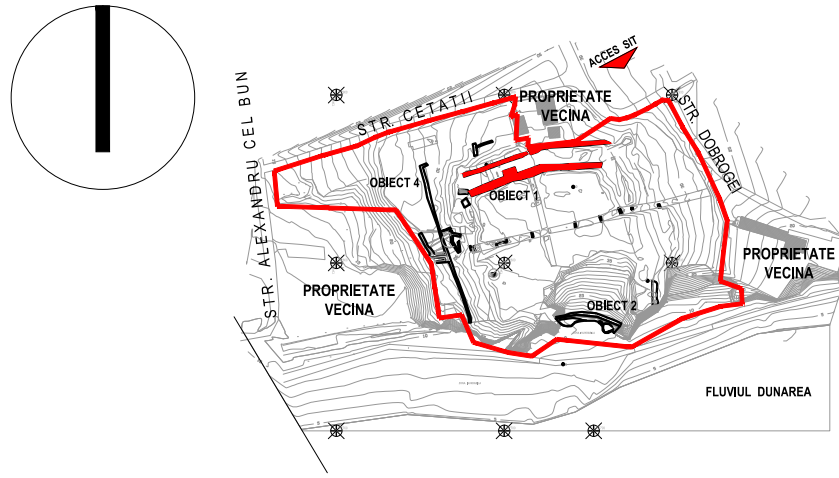 ACCES SIT
STR. CETATII
PROPRIETATE
VECINA
STR. DOBROGEI
STR. ALEXANDRU CEL BUN
OBIECT 4
OBIECT 1
PROPRIETATE
VECINA
PROPRIETATE
VECINA
OBIECT 2
FLUVIUL DUNAREA